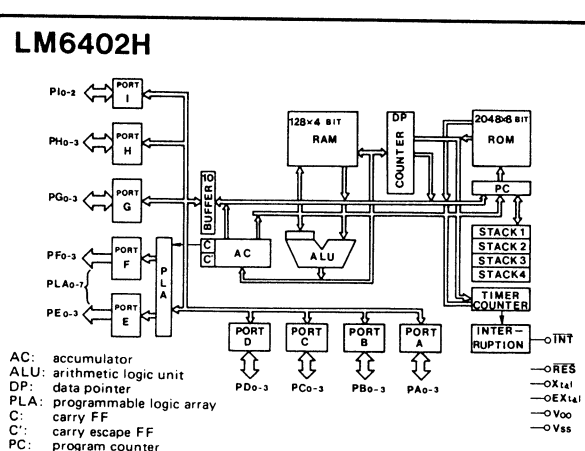 LM6402H
PI0-2
PORT
I
PH0-3
PORT
H
PG0-3
PORT
G
PF0-3
PORT
F
PLA0-7
PE0-3
PORT
E
PLA
IO
BUFFER
C
C'
AC
ALU
128×4 BIT
RAM
DP
COUNTER
2048×8 BIT
ROM
PC
STACK1
STACK2
STACK3
STACK4
TIMER
COUNTER
INTER-
RUPTION
INT
RES
EXtal
Xtal
VDD
VSS
PORT
D
PORT
C
PORT
B
PORT
A
PD0-3
PC0-3
PB0-3
PA0-3
AC: accumulator
ALU: arithmetic logic unit
DP: data pointer
PLA: programmable logic array
C: carry FF
C': carry escape FF
PC: program counter